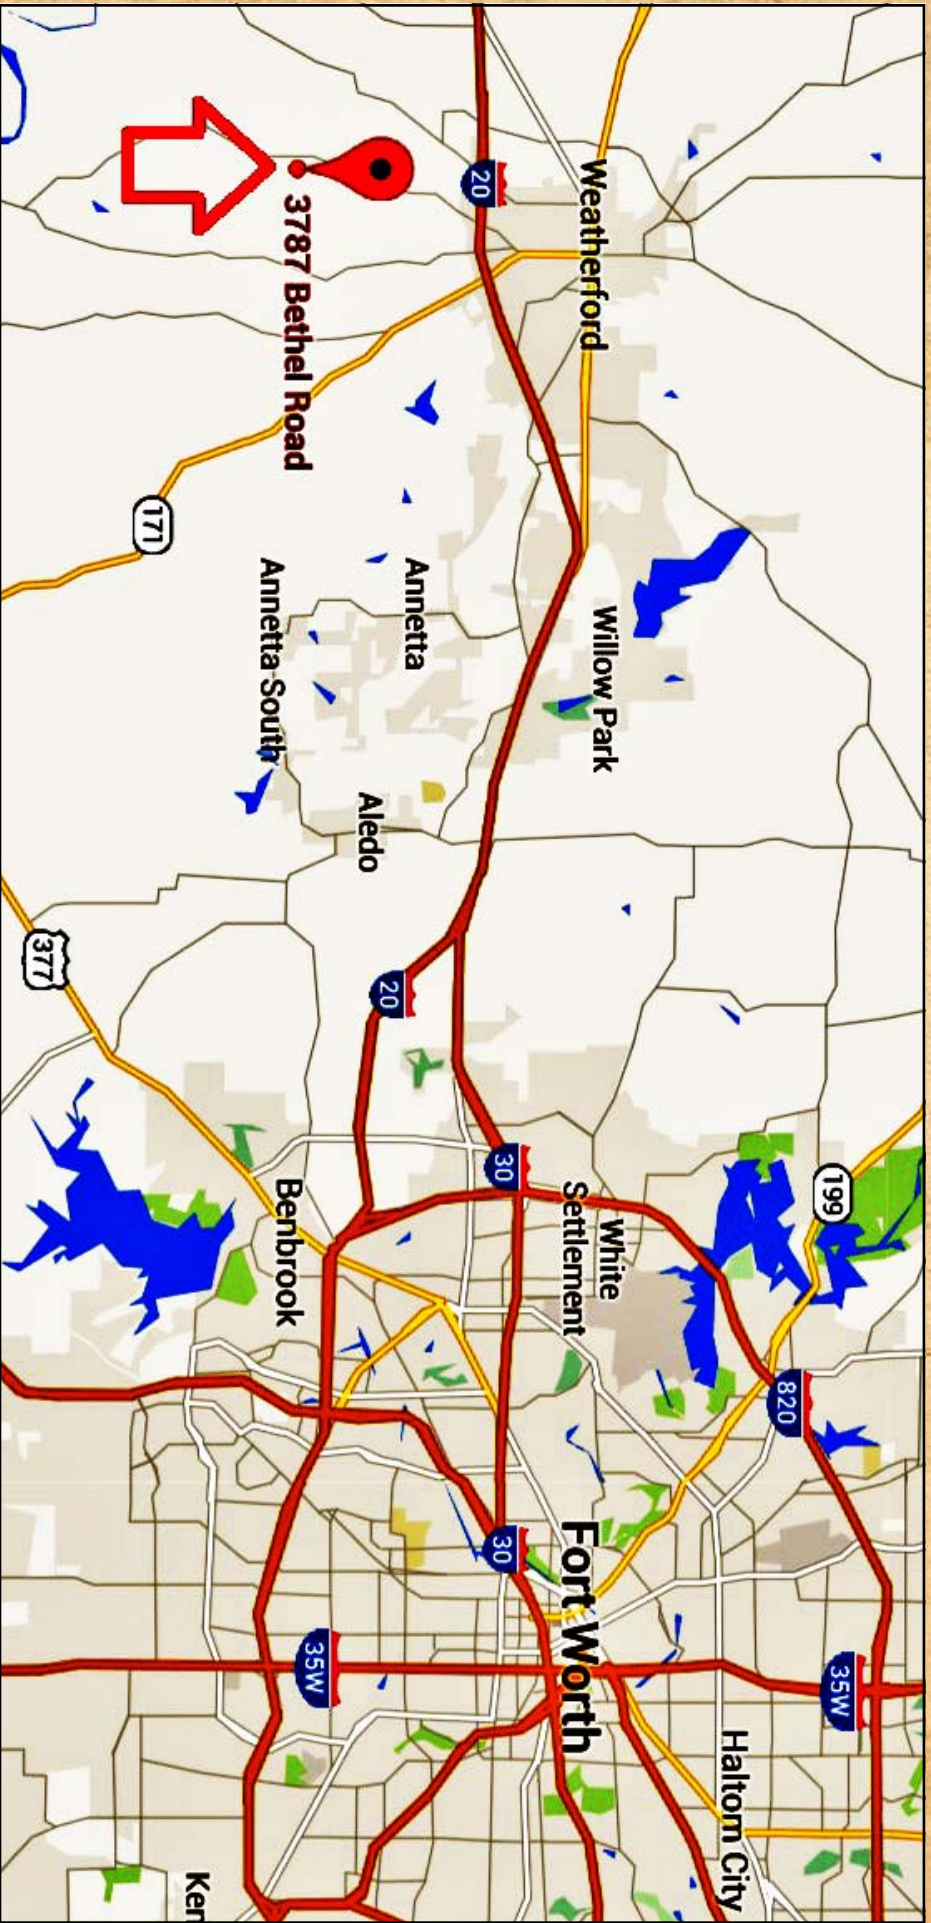 Weatherford
20
3787 Bethel Road
171
Annetta
Annetta South
Willow Park
Aledo
377
20
30
White
Settlement
199
Benbrook
820
30
Fort Worth
35W
35W
Haltom City
Ken